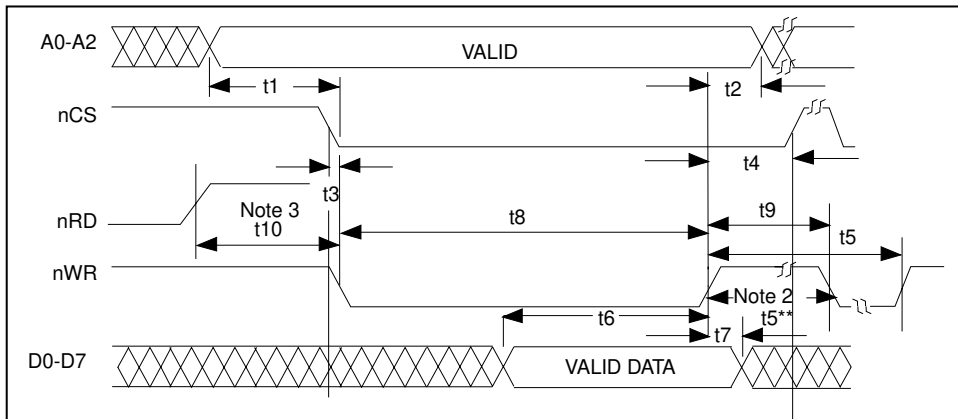 A0-A2
VALID
t1
t2
nCS
t3
t4
nRD
Note 3
t10
t8
t9
t5
nWR
Note 2
t6
t7
t5**
D0-D7
VALID DATA